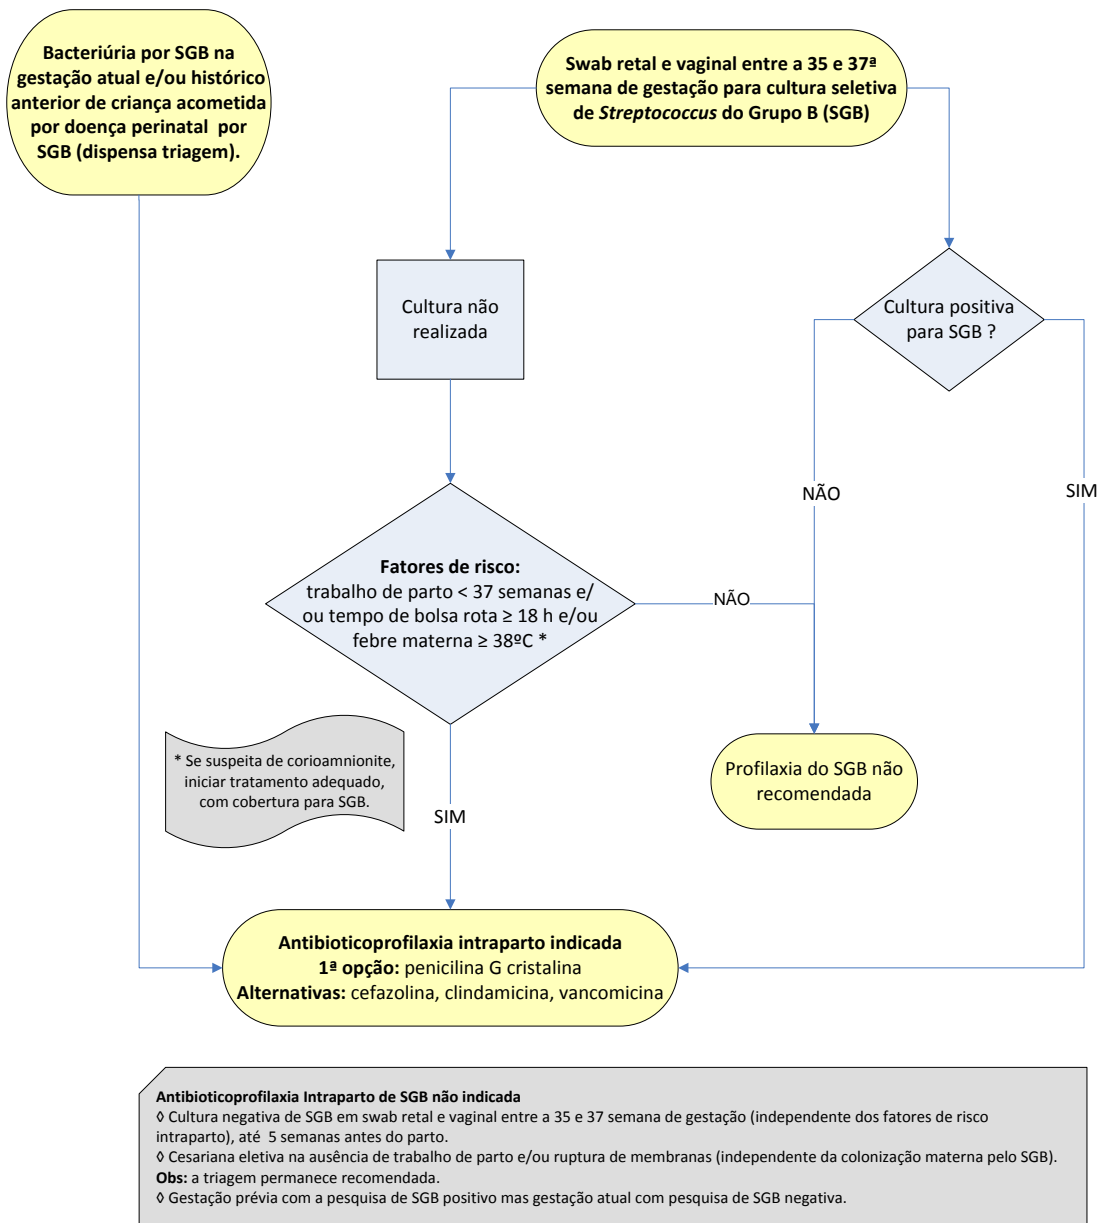 Bacteriúria por SGB na
gestação atual e/ou histórico
anterior de criança acometida
por doença perinatal por
SGB (dispensa triagem).
Swab retal e vaginal entre a 35 e 37ª
semana de gestação para cultura seletiva
de Streptococcus do Grupo B (SGB)
Cultura não
realizada
Cultura positiva
para SGB ?
NÃO
SIM
Fatores de risco:
trabalho de parto < 37 semanas e/
ou tempo de bolsa rota ≥ 18 h e/ou
febre materna ≥ 38ºC *
NÃO
* Se suspeita de corioamnionite,
iniciar tratamento adequado,
com cobertura para SGB.
SIM
Profilaxia do SGB não
recomendada
Antibioticoprofilaxia intraparto indicada
1ª opção: penicilina G cristalina
Alternativas: cefazolina, clindamicina, vancomicina
Antibioticoprofilaxia Intraparto de SGB não indicada
◊ Cultura negativa de SGB em swab retal e vaginal entre a 35 e 37 semana de gestação (independente dos fatores de risco
intraparto), até 5 semanas antes do parto.
◊ Cesariana eletiva na ausência de trabalho de parto e/ou ruptura de membranas (independente da colonização materna pelo SGB).
Obs: a triagem permanece recomendada.
◊ Gestação prévia com a pesquisa de SGB positivo mas gestação atual com pesquisa de SGB negativa.